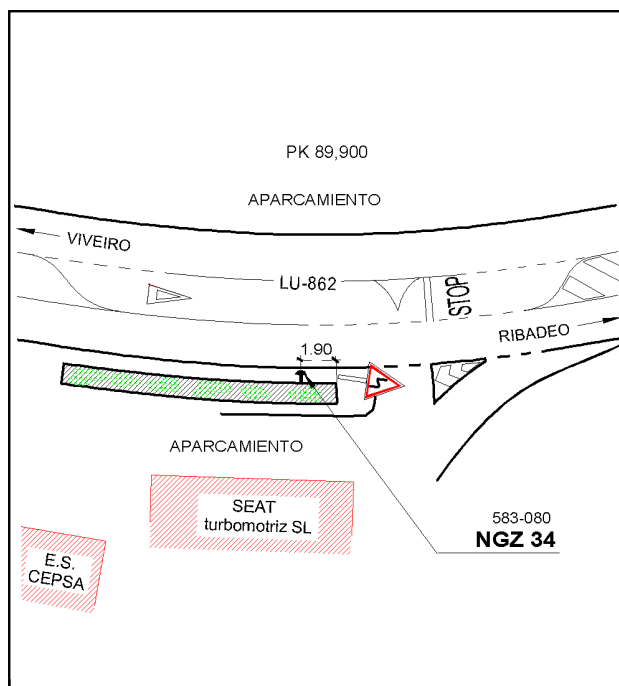 PK 89,900
APARCAMIENTO
VIVEIRO
LU-862
STOP
RIBADEO
1.90
APARCAMIENTO
SEAT
turbomotriz SL
583-080
NGZ 34
E.S.
CEPSA